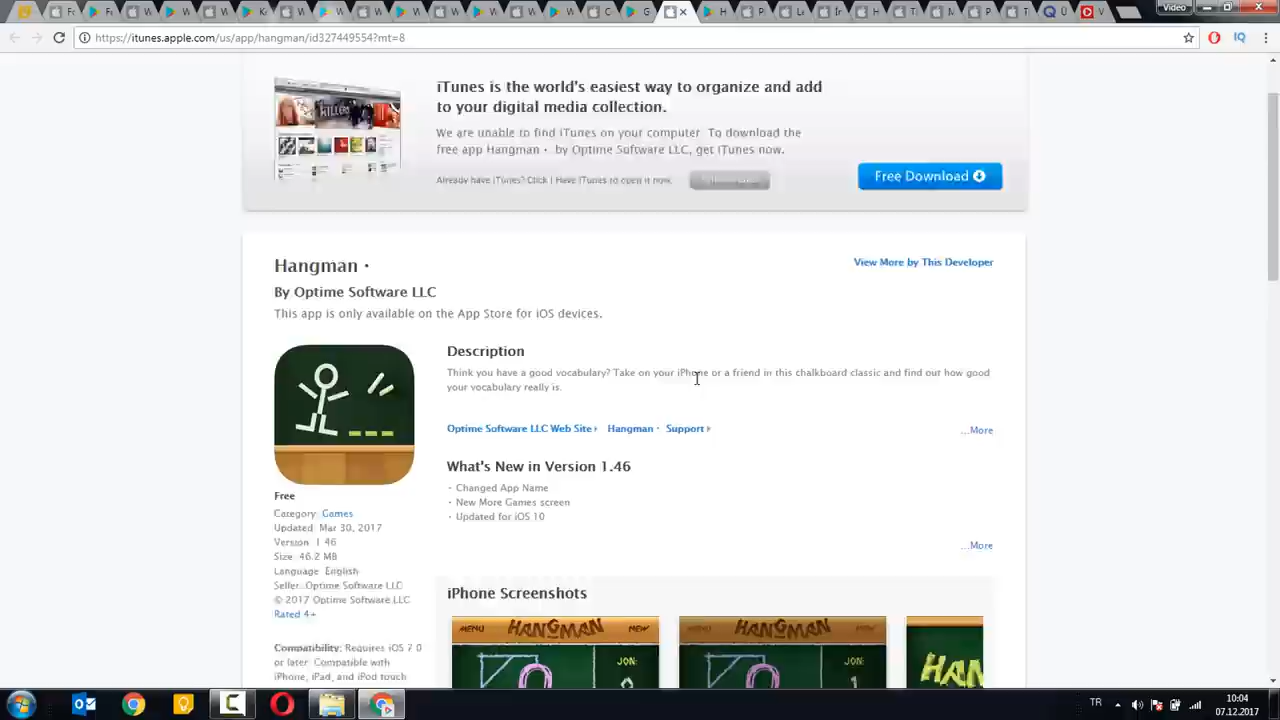 Video
https://itunes.apple.com/us/app/hangman/id327449554?mt=8
iTunes is the world's easiest way to organize and add
to your digital media collection.
We are unable to find iTunes on your computer. To download the
free app Hangman · by Optime Software LLC, get iTunes now.
Already have iTunes? Click I Have iTunes to open it now.
Free Download
Hangman ·
View More by This Developer
By Optime Software LLC
This app is only available on the App Store for iOS devices.
Description
Think you have a good vocabulary? Take on your iPhone or a friend in this chalkboard classic and find out how good
your vocabulary really is.
Optime Software LLC Web Site
Hangman · Support
...More
What's New in Version 1.46
· Changed App Name
· New More Games screen
· Updated for iOS 10
...More
Free
Category: Games
Updated: Mar 30, 2017
Version: 1.46
Size: 46.2 MB
Language: English
Seller: Optime Software LLC
© 2017 Optime Software LLC
Rated 4+
Compatibility: Requires iOS 7.0
or later. Compatible with
iPhone, iPad, and iPod touch
iPhone Screenshots
MENU HANGMAN NEW
JON:
0
MENU HANGMAN NEW
JON:
1
HAN
TR
10:04
07.12.2017